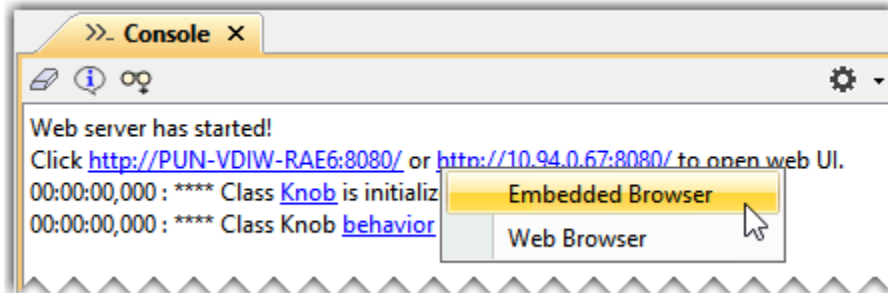 Console
Web server has started!
Click http://PUN-VDIW-RAE6:8080/ or http://10.94.0.67:8080/ to open web UI.
00:00:00,000 : **** Class Knob is initializ
00:00:00,000 : **** Class Knob behavior
Embedded Browser
Web Browser